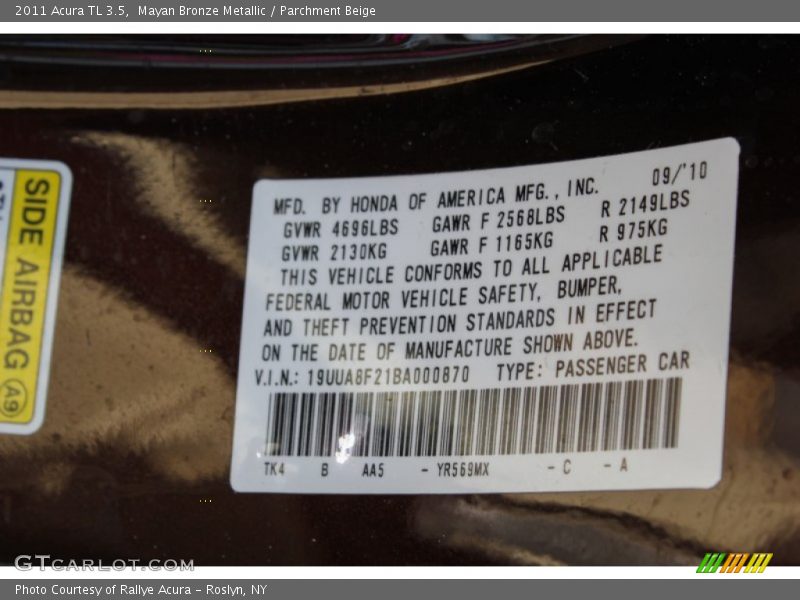 2011 Acura TL 3.5,  Mayan Bronze Metallic / Parchment Beige
SIDE AIRBAG
A9
09/'10
MFD. BY HONDA OF AMERICA MFG., INC.
GVWR 4696LBS GAWR F 2568LBS R 2149LBS
GVWR 2130KG GAWR F 1165KG R 975KG
THIS VEHICLE CONFORMS TO ALL APPLICABLE
FEDERAL MOTOR VEHICLE SAFETY, BUMPER,
AND THEFT PREVENTION STANDARDS IN EFFECT
ON THE DATE OF MANUFACTURE SHOWN ABOVE.
V.I.N.: 19UUA8F21BA000870 TYPE: PASSENGER CAR
TK4 B AA5 - YR569MX - C - A
GTCARLOT.COM
Photo Courtesy of Rallye Acura – Roslyn, NY